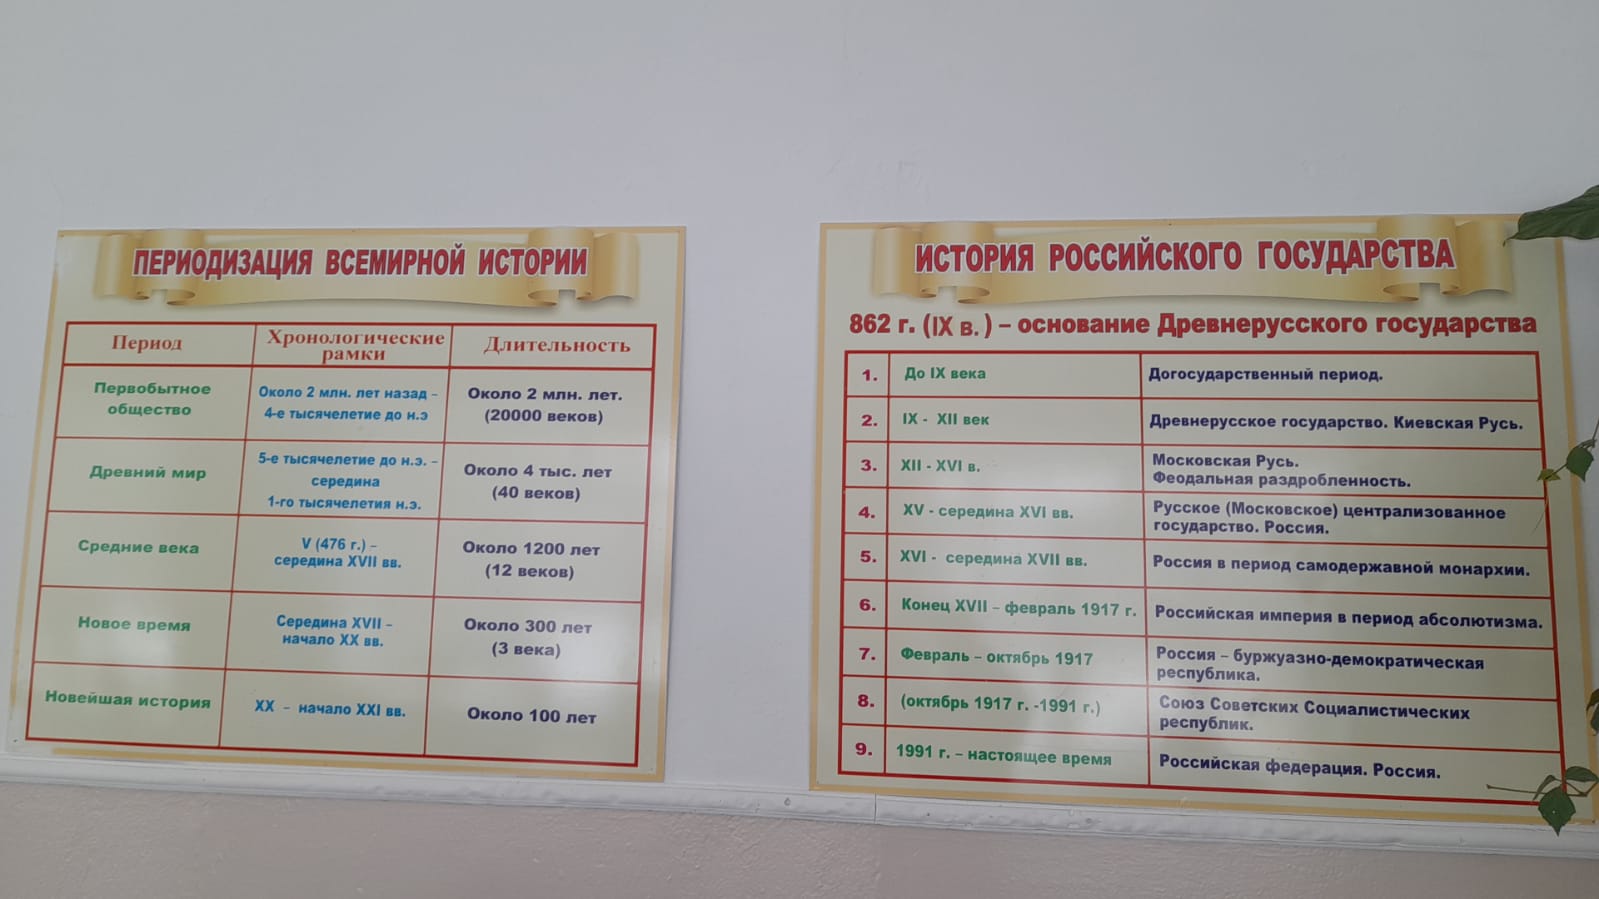 ПЕРИОДИЗАЦИЯ ВСЕМИРНОЙ ИСТОРИИ
Период
Хронологические
рамки
Длительность
Первобытное
общество
Около 2 млн. лет назад –
4-е тысячелетие до н.э
Около 2 млн. лет.
(20000 веков)
Древний мир
5-е тысячелетие до н.э. –
середина
1-го тысячелетия н.э.
Около 4 тыс. лет
(40 веков)
Средние века
V (476 г.) –
середина XVII вв.
Около 1200 лет
(12 веков)
Новое время
Середина XVII –
начало XX вв.
Около 300 лет
(3 века)
Новейшая история
XX – начало XXI вв.
Около 100 лет
ИСТОРИЯ РОССИЙСКОГО ГОСУДАРСТВА
862 г. (IX в. ) – основание Древнерусского государства
1.
До IX века
Догосударственный период.
2.
IX - XII век
Древнерусское государство. Киевская Русь.
3.
XII - XVI в.
Московская Русь.
Феодальная раздробленность.
4.
XV - середина XVI вв.
Русское (Московское) централизованное
государство. Россия.
5.
XVI - середина XVII вв.
Россия в период самодержавной монархии.
6.
Конец XVII – февраль 1917 г.
Российская империя в период абсолютизма.
7.
Февраль – октябрь 1917
Россия – буржуазно-демократическая
республика.
8.
(октябрь 1917 г. -1991 г.)
Союз Советских Социалистических
республик.
9.
1991 г. – настоящее время
Российская федерация. Россия.